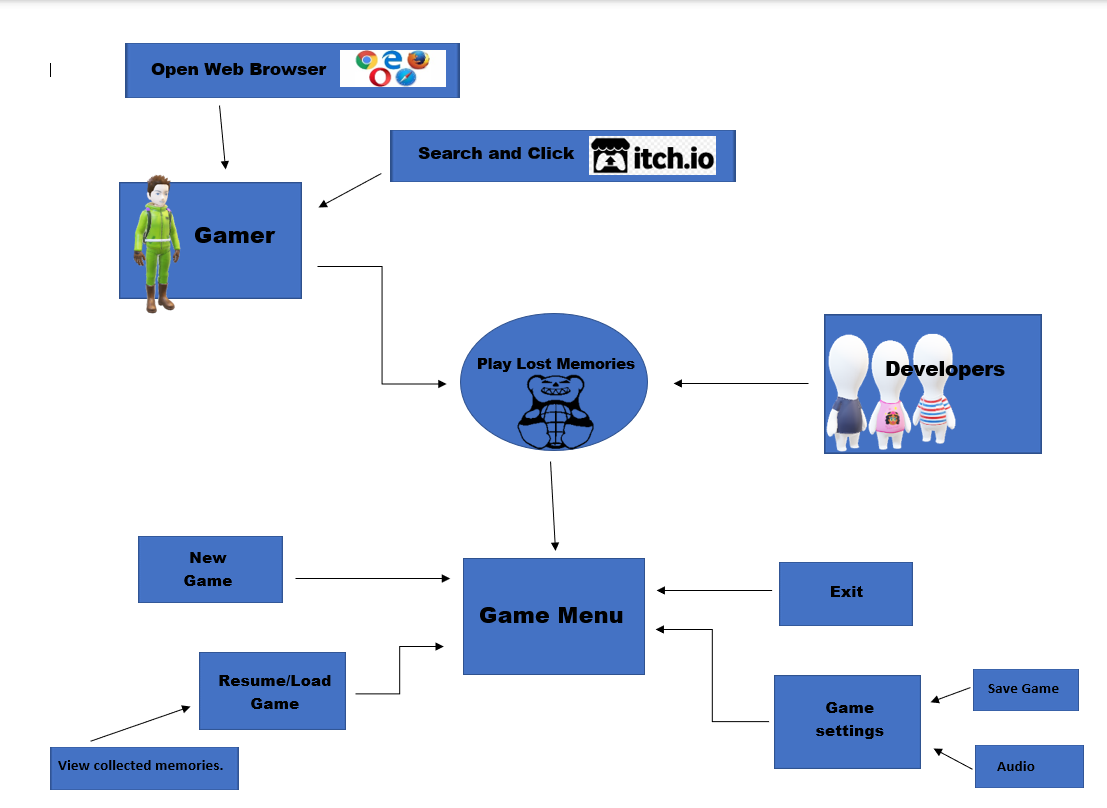 Open Web Browser
Search and Click
itch.io
Gamer
Play Lost Memories
Developers
New
Game
Game Menu
Exit
Resume/Load
Game
Game
settings
Save Game
View collected memories.
Audio